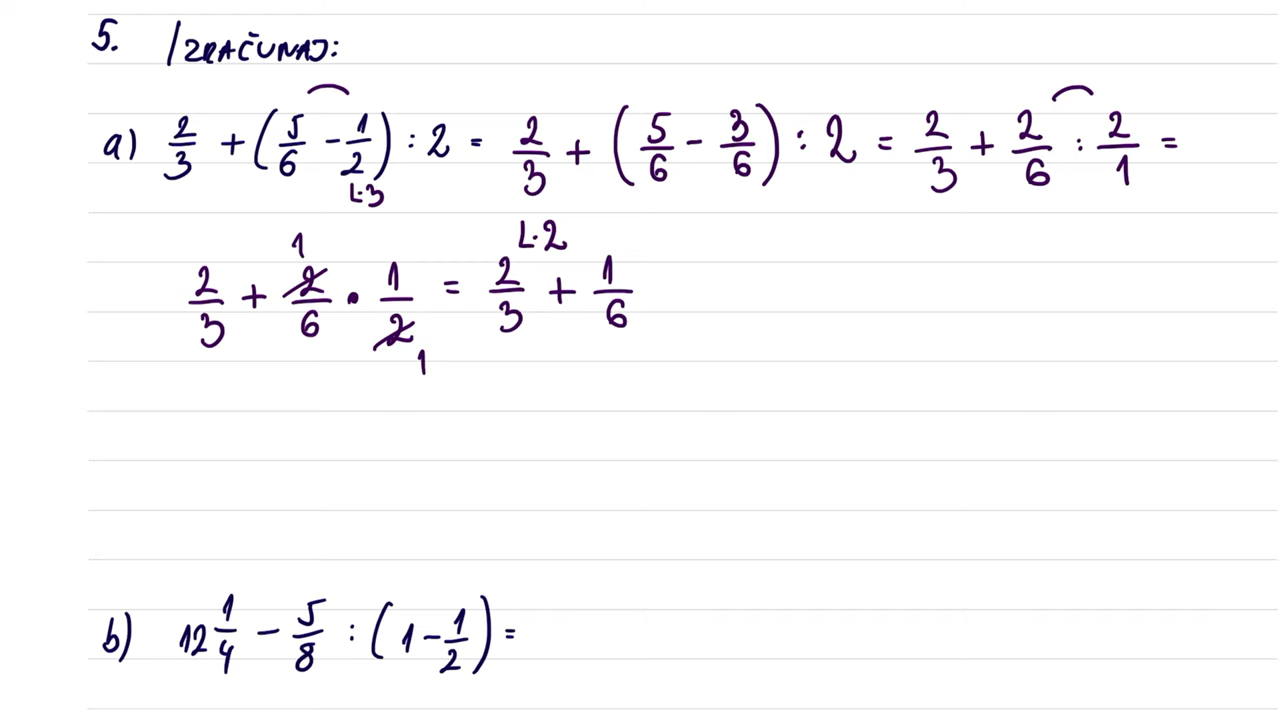 5. IZRAČUNAJ:
a) 2/3 + (5/6 - 1/2) : 2 = 2/3 + (5/6 - 3/6) : 2 = 2/3 + 2/6 : 2/1 =
L·3
1 L·2
2/3 + 2/6 · 1/2 = 2/3 + 1/6
1
b) 12 1/4 - 5/8 : (1 - 1/2) =